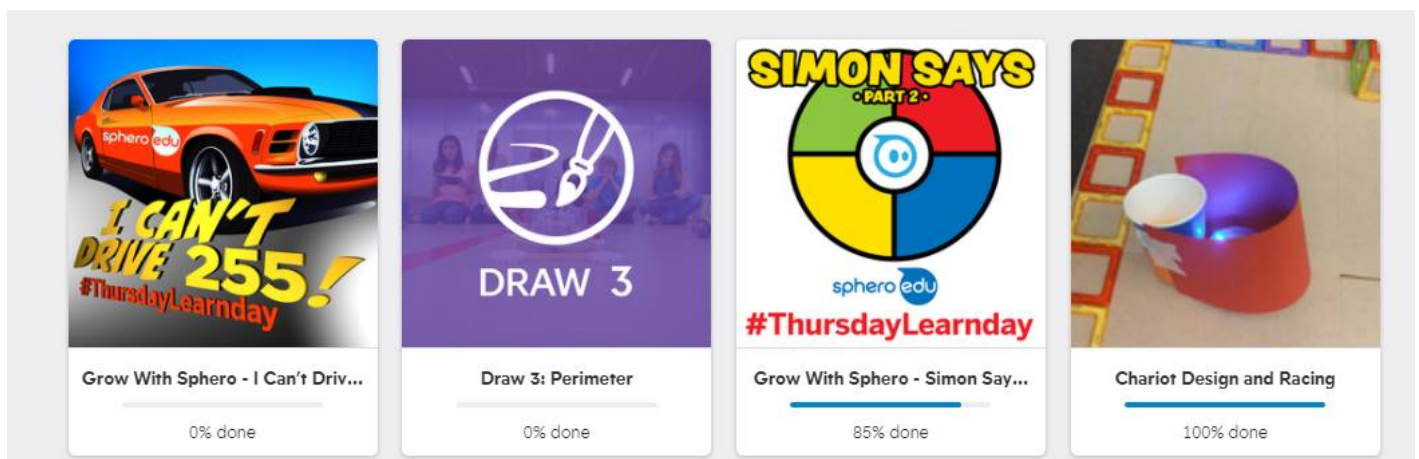 sphero edu
I CAN'T
DRIVE 255!
#ThursdayLearnday
Grow With Sphero - I Can't Driv...
0% done
DRAW 3
Draw 3: Perimeter
0% done
SIMON SAYS
• PART 2 •
sphero edu
#ThursdayLearnday
Grow With Sphero - Simon Say...
85% done
Chariot Design and Racing
100% done